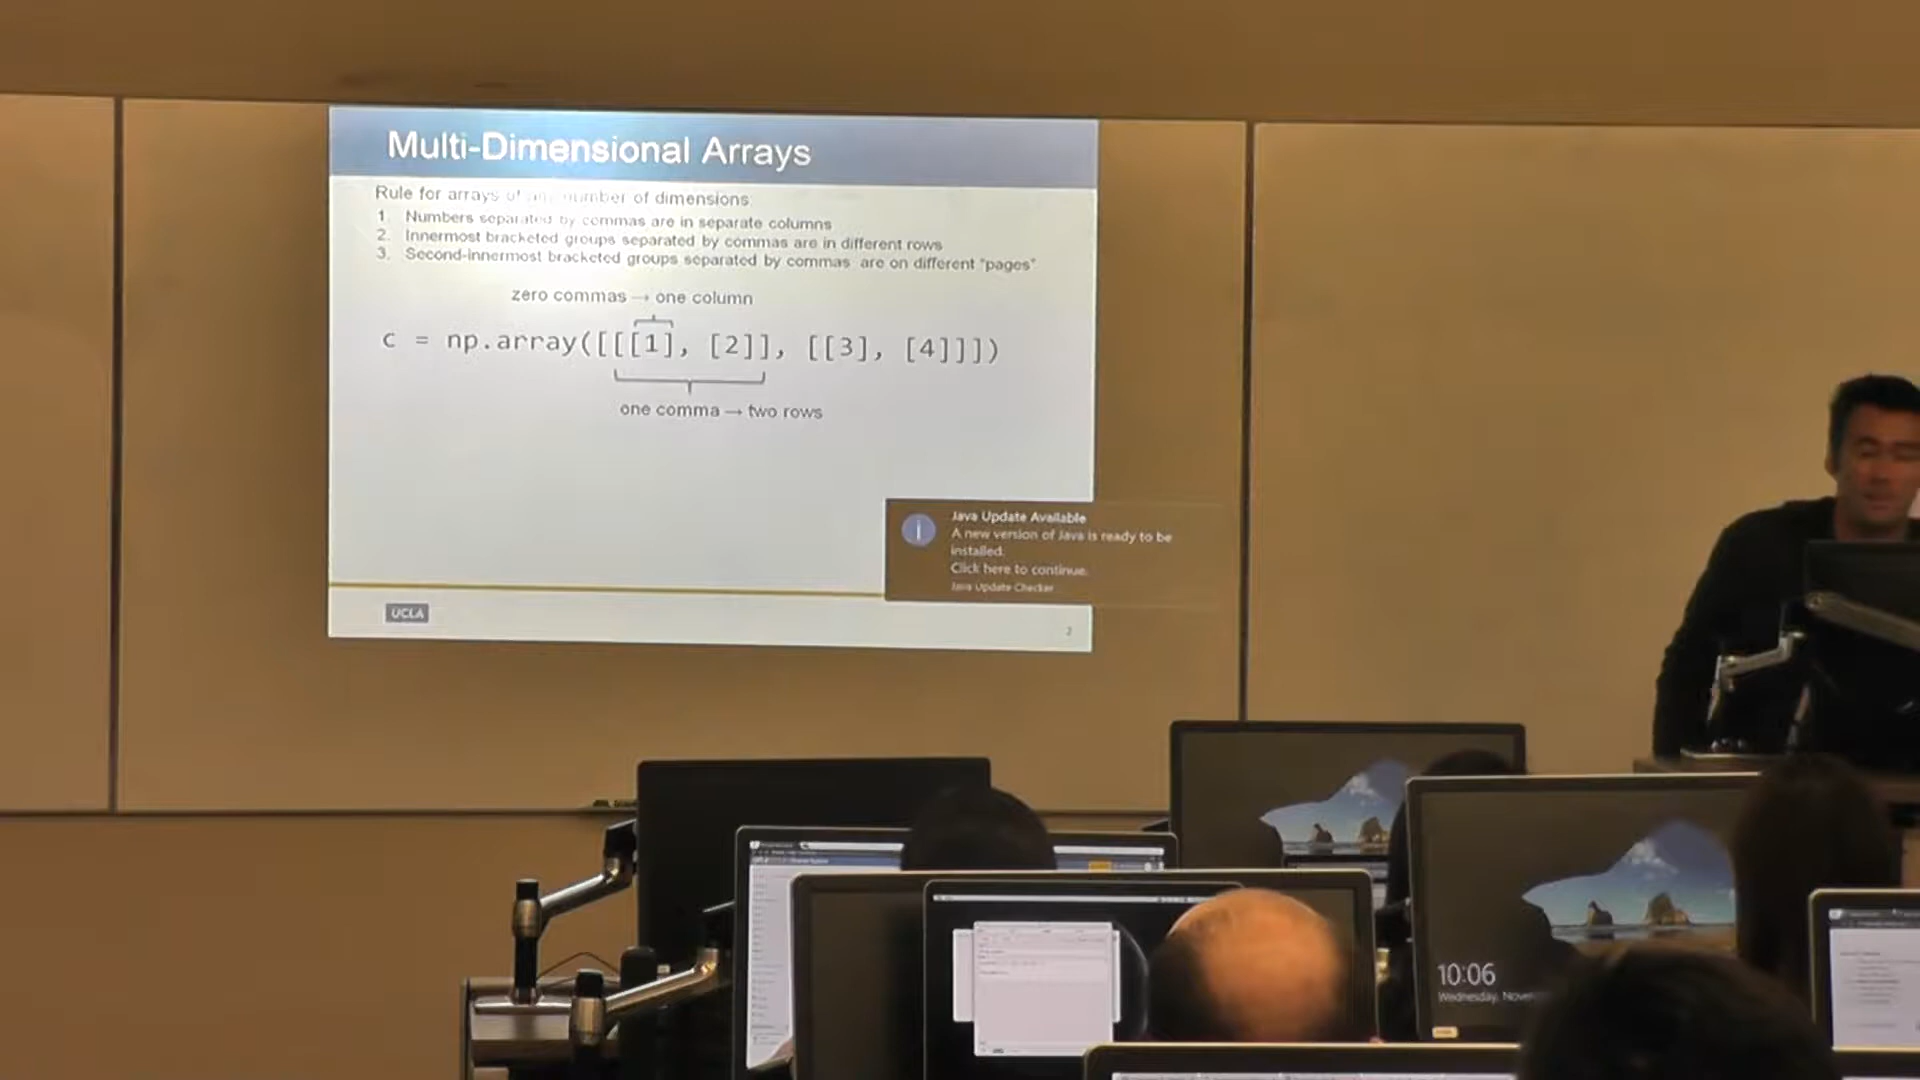 Multi-Dimensional Arrays
Rule for arrays of any number of dimensions:
1. Numbers separated by commas are in separate columns
2. Innermost bracketed groups separated by commas are in different rows
3. Second-innermost bracketed groups separated by commas are on different "pages"
zero commas → one column
c = np.array([[[1], [2]], [[3], [4]]])
one comma → two rows
Java Update Available
A new version of Java is ready to be
installed.
Click here to continue.
Java Update Checker
UCLA
2
10:06
Wednesday,